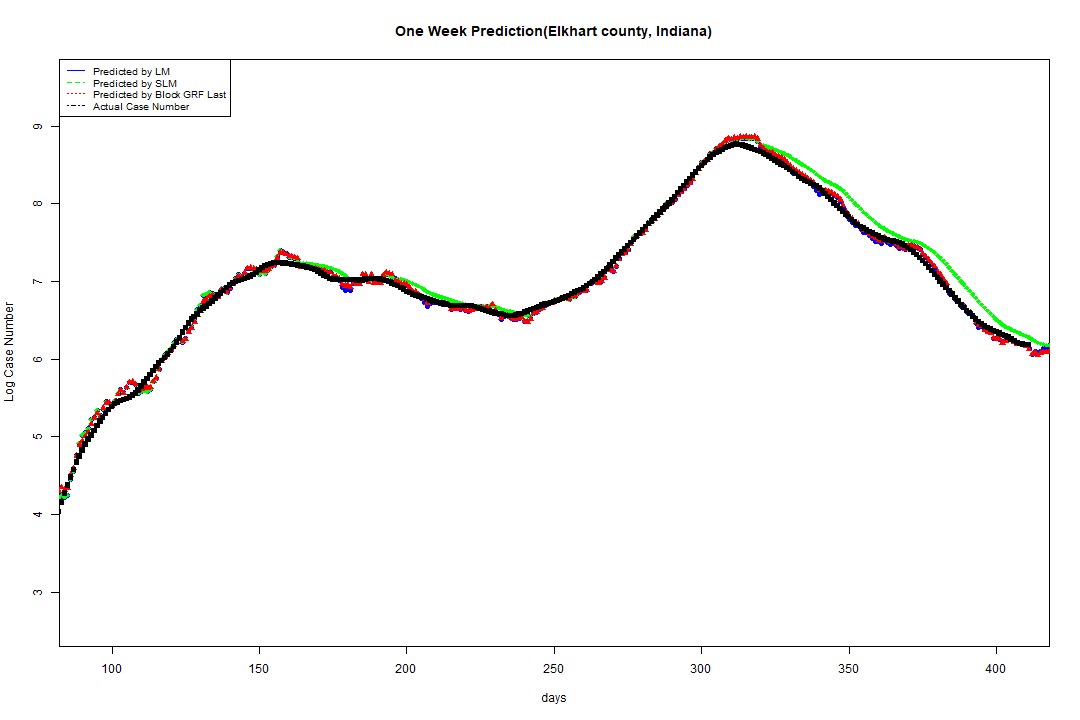 One Week Prediction(Elkhart county, Indiana)
Predicted by LM
Predicted by SLM
Predicted by Block GRF Last
Actual Case Number
9
8
7
6
5
4
3
Log Case Number
100 150 200 250 300 350 400
days